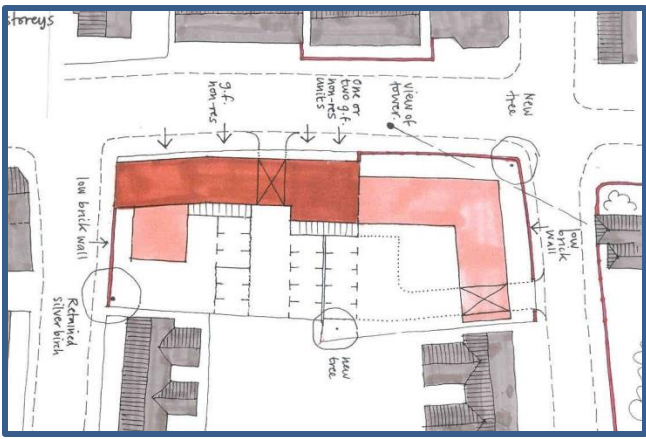 storeys
g.f.
non-res
One or
two g.f.
non-res
units
view of
tower.
New
tree
low brick wall
low
brick
wall
Retained
silver birch
new
tree